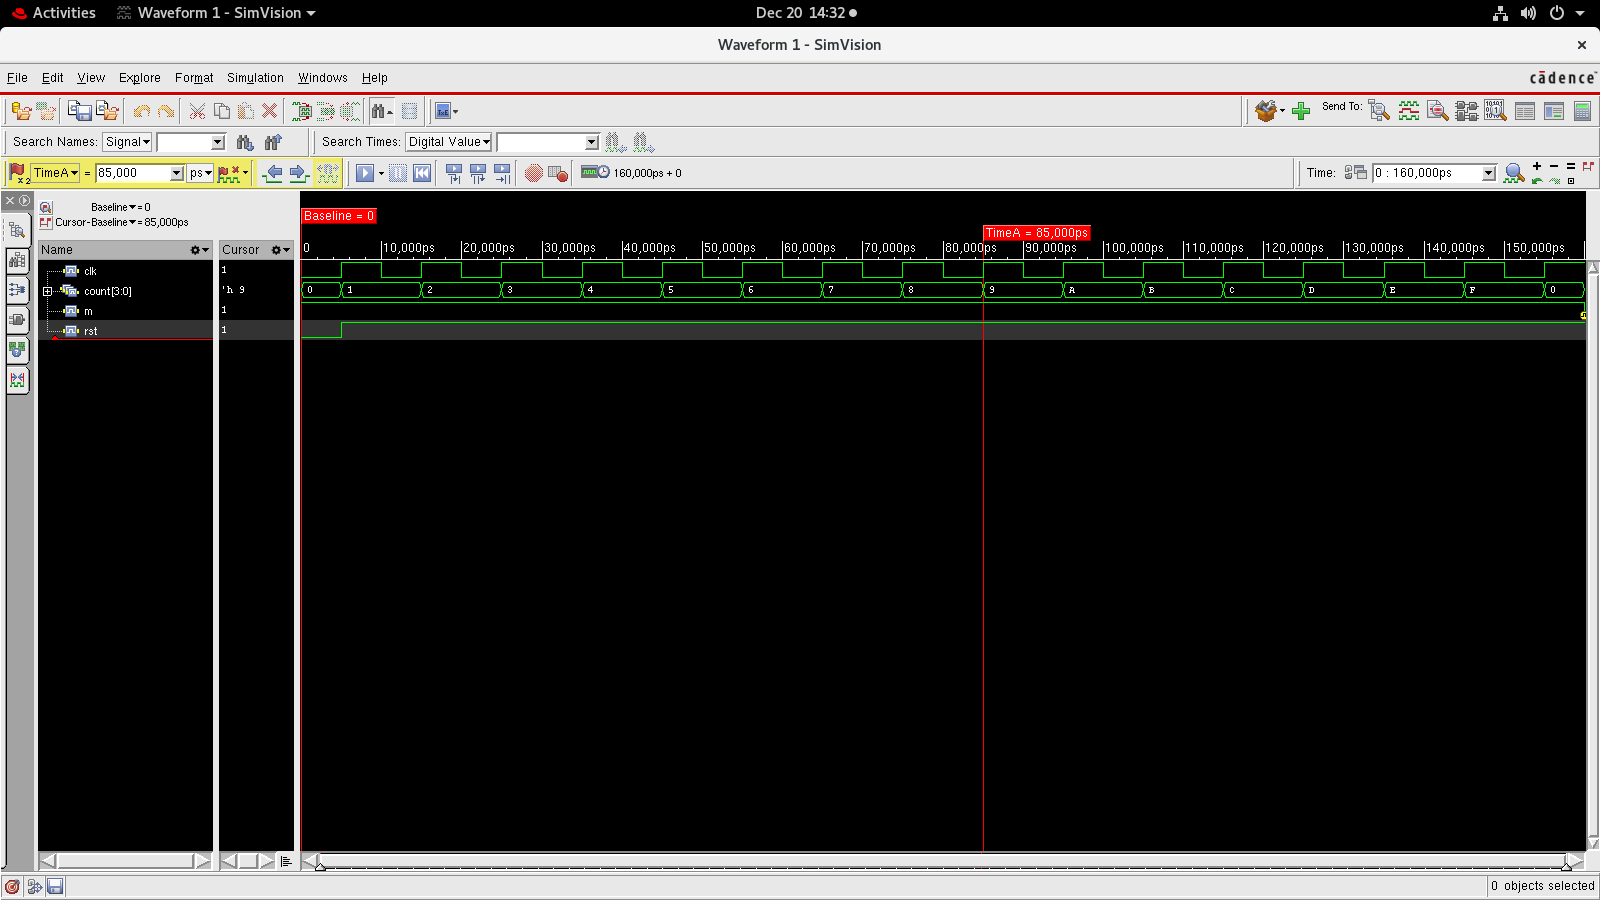 Activities Waveform 1 - SimVision Dec 20 14:32
Waveform 1 - SimVision
File Edit View Explore Format Simulation Windows Help cādence
Send To:
Search Names: Signal Search Times: Digital Value
TimeA = 85,000 ps 160,000ps + 0 Time: 0 : 160,000ps
Baseline = 0
Cursor-Baseline = 85,000ps
Baseline = 0
TimeA = 85,000ps
Name Cursor 0 10,000ps 20,000ps 30,000ps 40,000ps 50,000ps 60,000ps 70,000ps 80,000ps 90,000ps 100,000ps 110,000ps 120,000ps 130,000ps 140,000ps 150,000ps
clk 1
count[3:0] 'h 9 0 1 2 3 4 5 6 7 8 9 A B C D E F 0
m 1
rst 1
0 objects selected